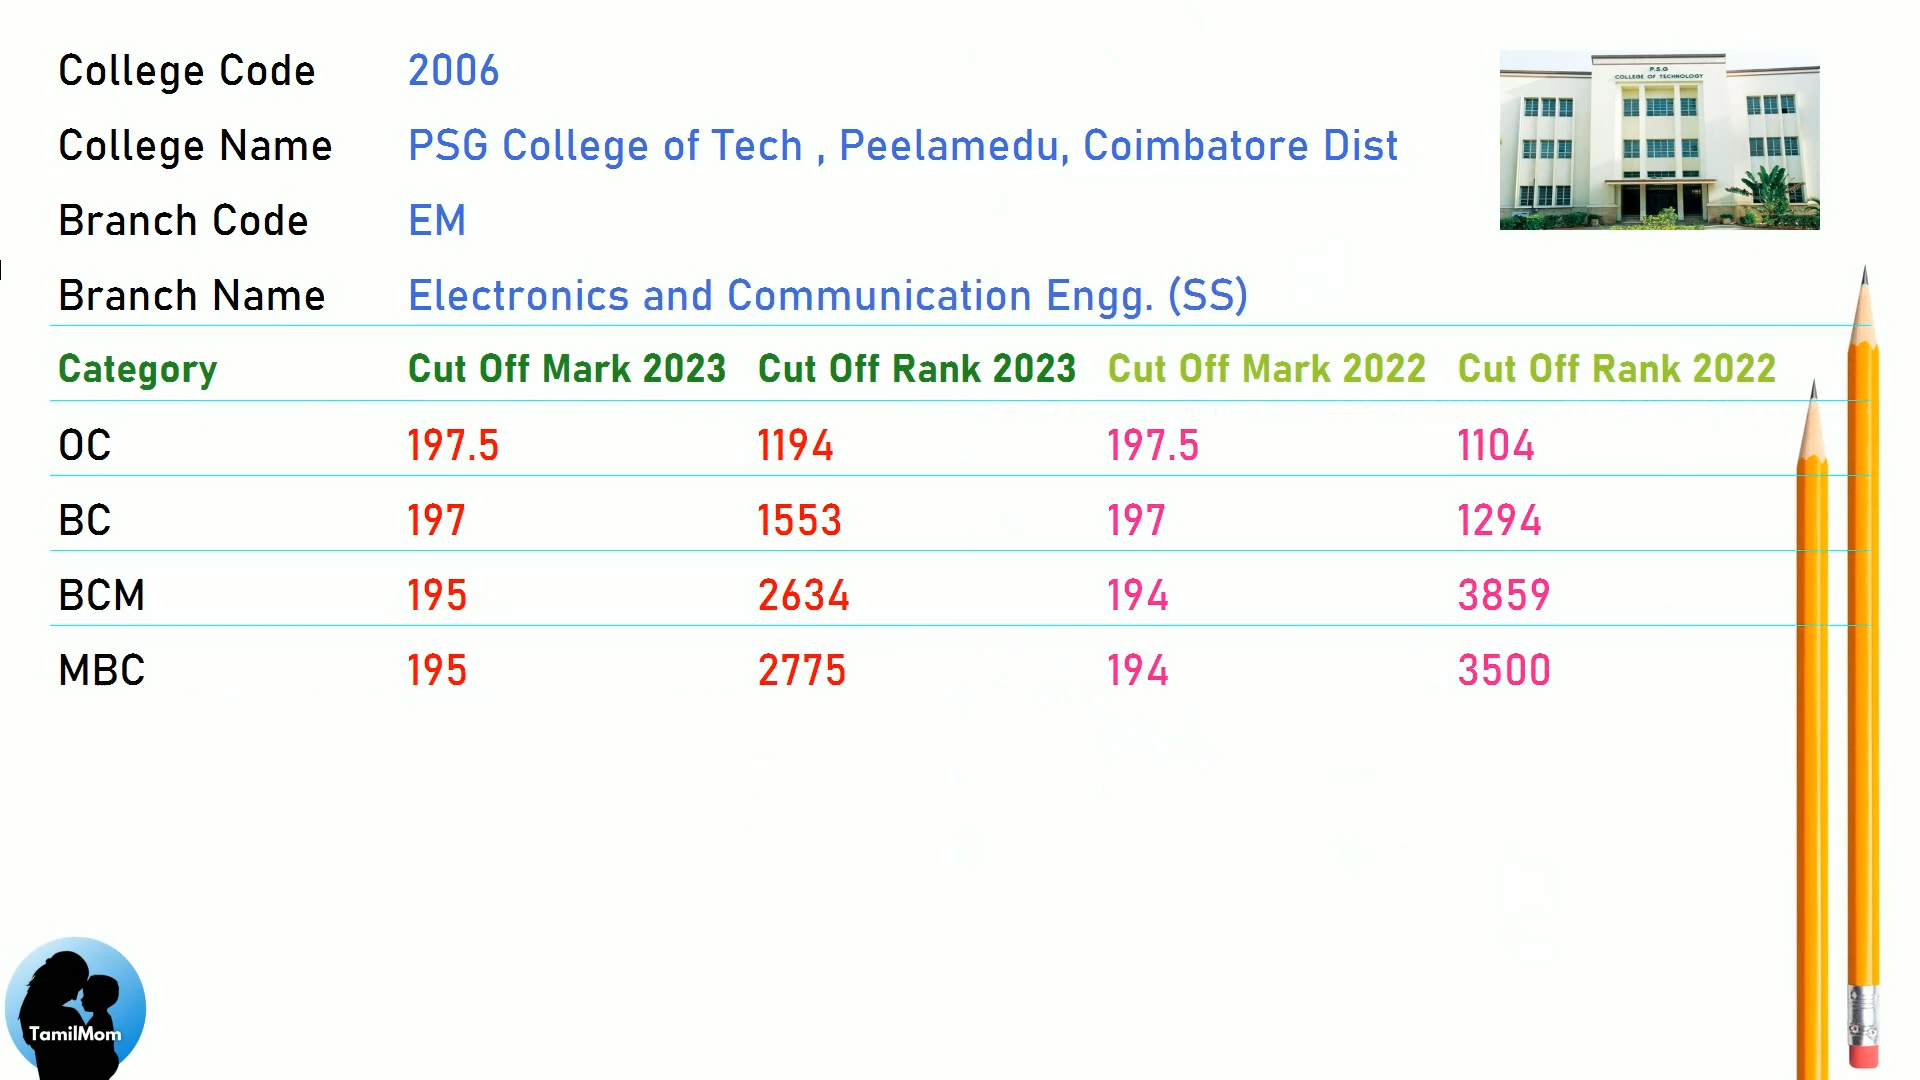 College Code 2006
College Name PSG College of Tech , Peelamedu, Coimbatore Dist
Branch Code EM
Branch Name Electronics and Communication Engg. (SS)
Category Cut Off Mark 2023 Cut Off Rank 2023 Cut Off Mark 2022 Cut Off Rank 2022
OC 197.5 1194 197.5 1104
BC 197 1553 197 1294
BCM 195 2634 194 3859
MBC 195 2775 194 3500
P.S.G
COLLEGE OF TECHNOLOGY
TamilMom